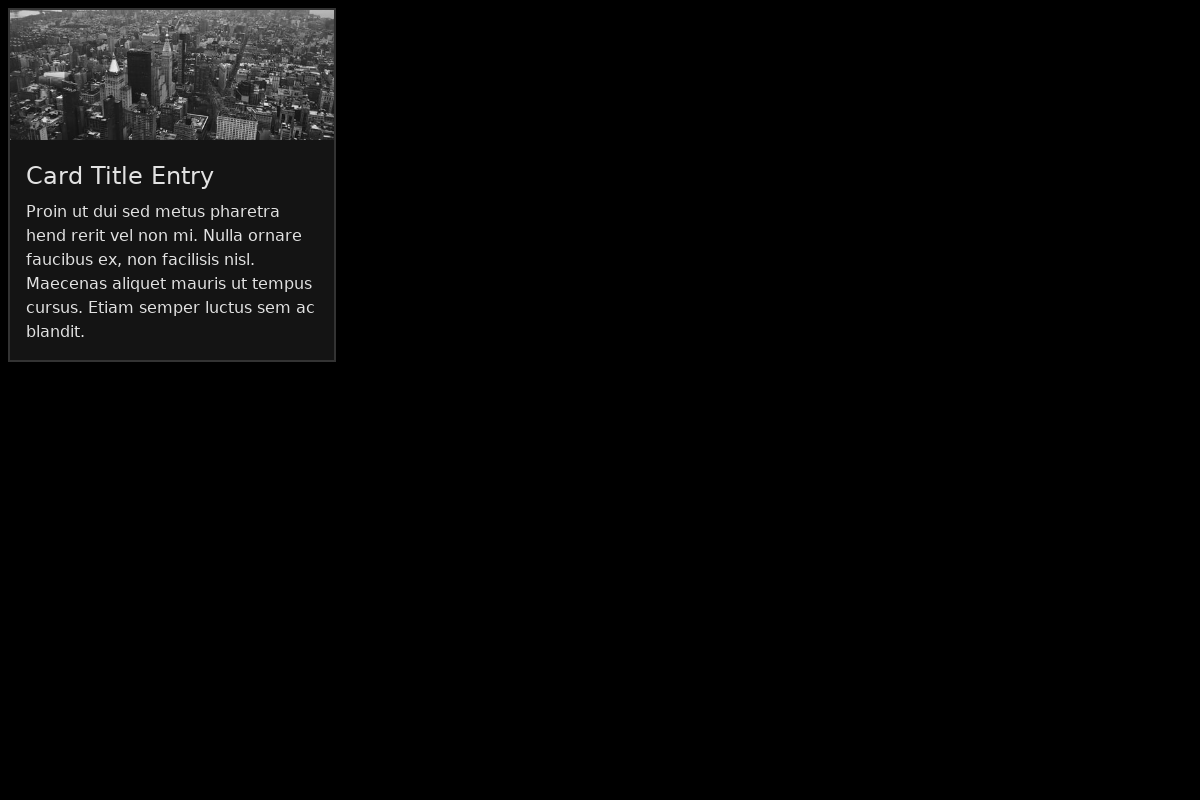 Card Title Entry
Proin ut dui sed metus pharetra
hend rerit vel non mi. Nulla ornare
faucibus ex, non facilisis nisl.
Maecenas aliquet mauris ut tempus
cursus. Etiam semper luctus sem ac
blandit.